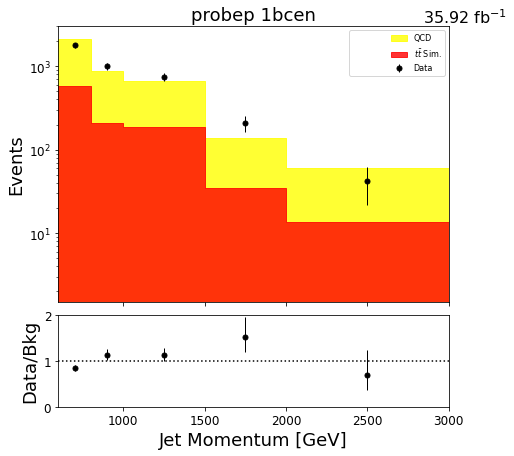 probep 1bcen
35.92 fb⁻¹
QCD
tt̄ Sim.
Data
10³
10²
10¹
Events
2
1
0
Data/Bkg
1000 1500 2000 2500 3000
Jet Momentum [GeV]